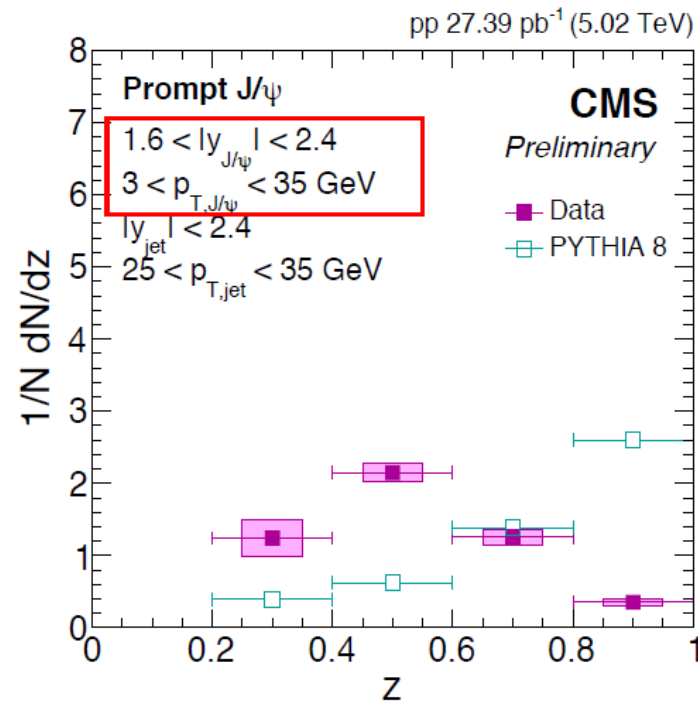 pp 27.39 pb⁻¹ (5.02 TeV)
Prompt J/ψ
CMS
1.6 < |y_J/ψ| < 2.4
Preliminary
3 < p_T,J/ψ < 35 GeV
|y_jet| < 2.4
Data
25 < p_T,jet < 35 GeV
PYTHIA 8
1/N dN/dz
8
7
6
5
4
3
2
1
0
0 0.2 0.4 0.6 0.8 1
z